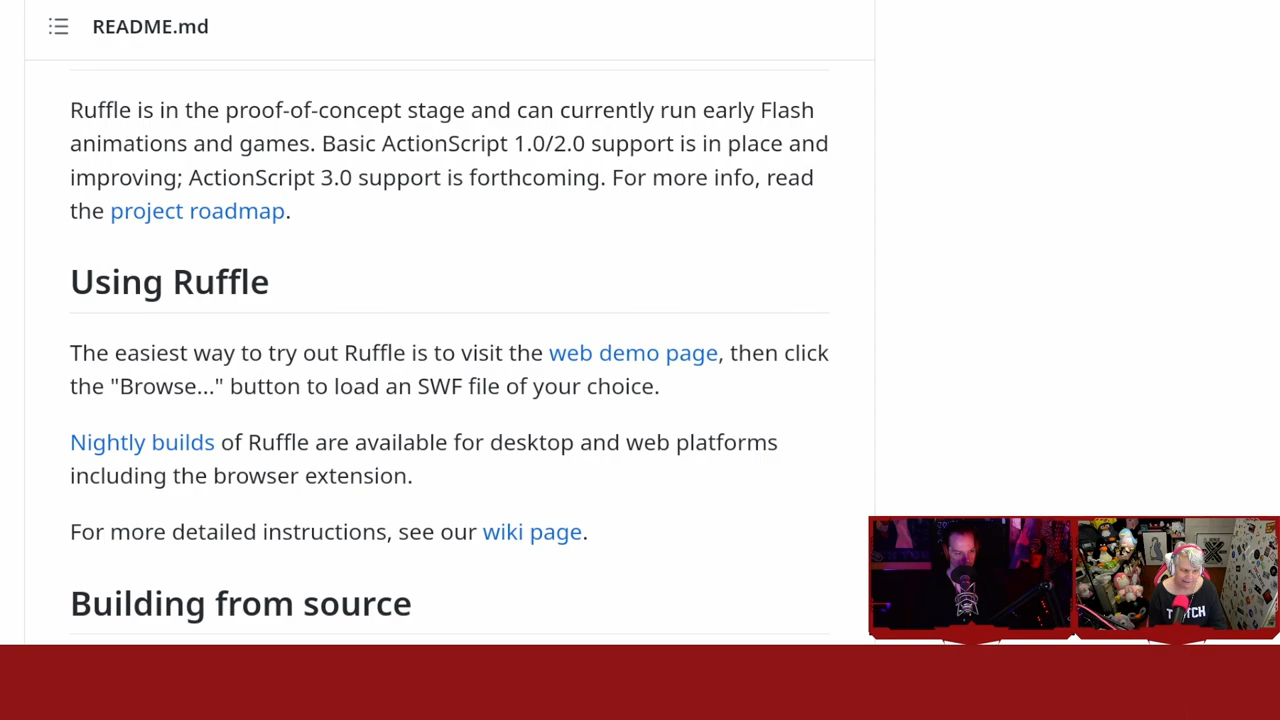 README.md
Ruffle is in the proof-of-concept stage and can currently run early Flash
animations and games. Basic ActionScript 1.0/2.0 support is in place and
improving; ActionScript 3.0 support is forthcoming. For more info, read
the project roadmap.
Using Ruffle
The easiest way to try out Ruffle is to visit the web demo page, then click
the "Browse..." button to load an SWF file of your choice.
Nightly builds of Ruffle are available for desktop and web platforms
including the browser extension.
For more detailed instructions, see our wiki page.
Building from source